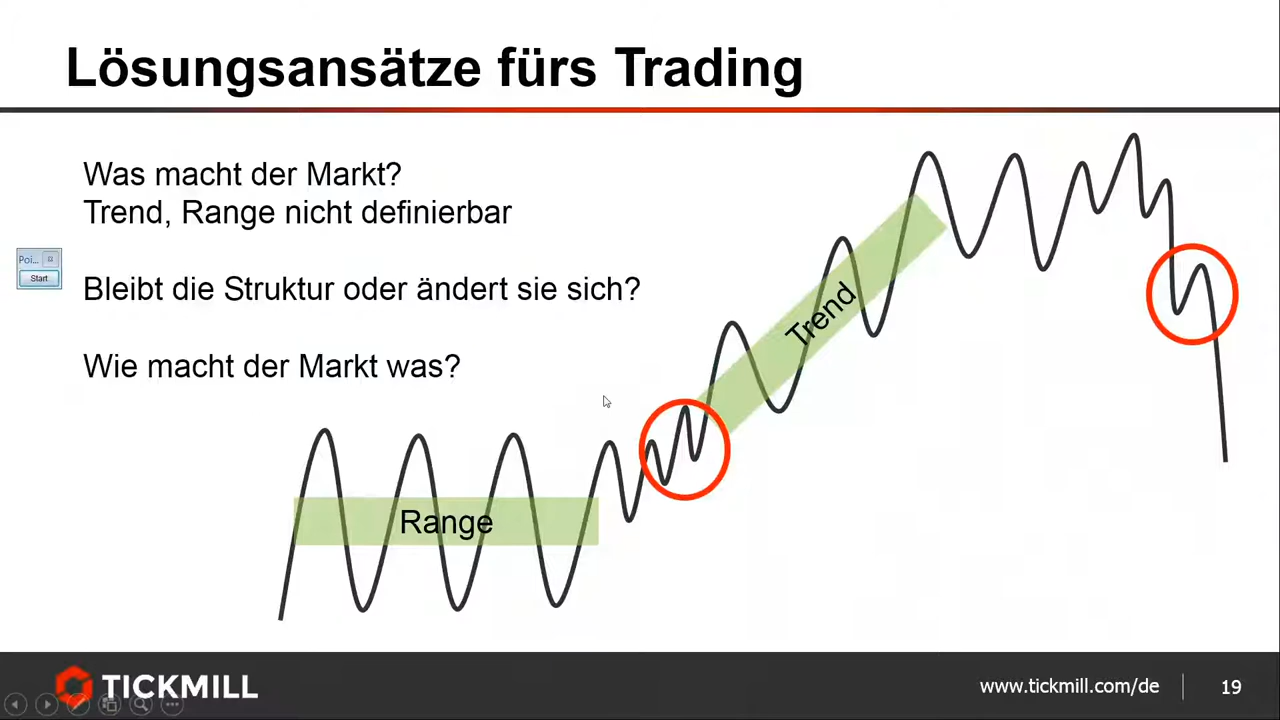 Lösungsansätze fürs Trading
Was macht der Markt?
Trend, Range nicht definierbar
Poi...
Start
Bleibt die Struktur oder ändert sie sich?
Wie macht der Markt was?
Trend
Range
TICKMILL
www.tickmill.com/de
19